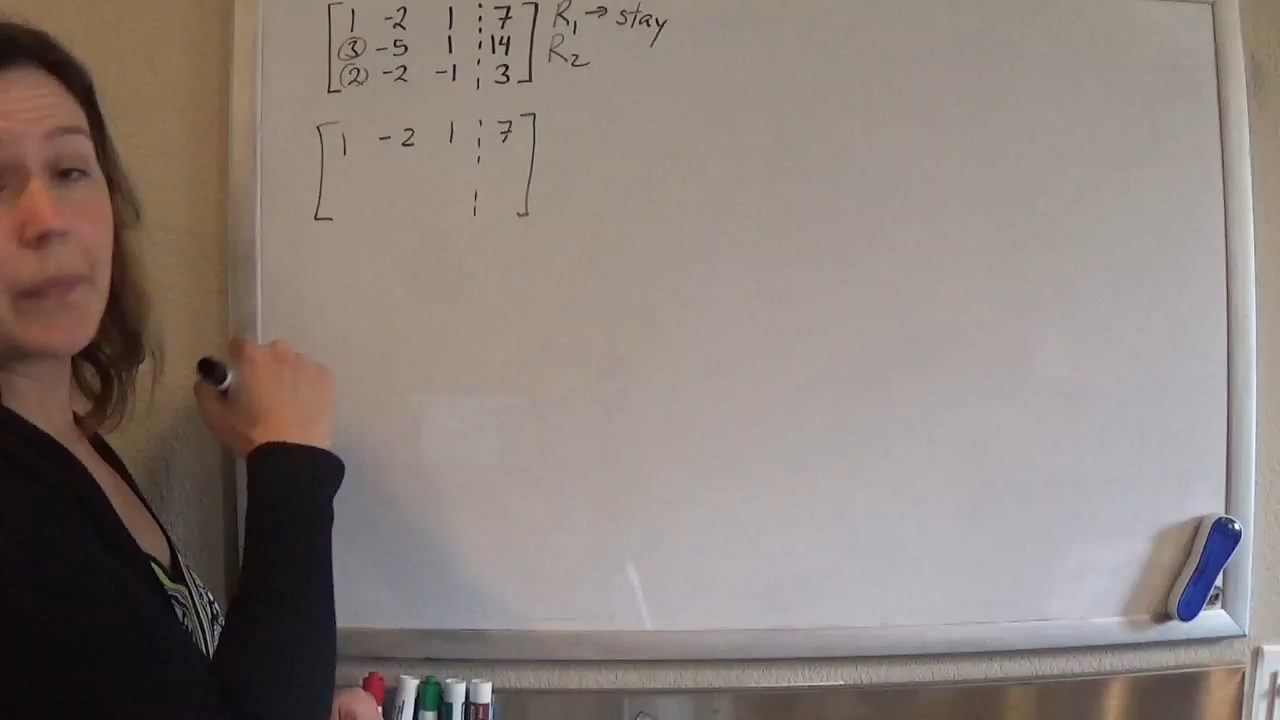 1 -2 1 7 R₁ → stay
3 -5 1 14 R₂
2 -2 -1 3
1 -2 1 7